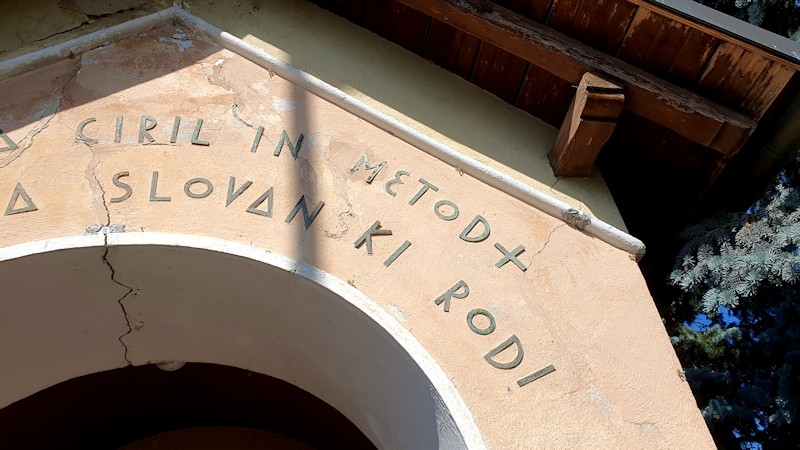 CIRIL IN METOD+
SLOVAN KI RODI